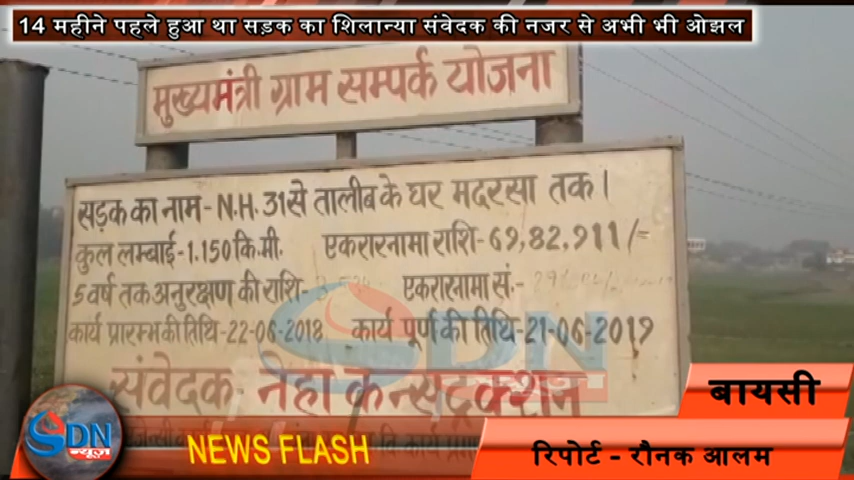 14 महीने पहले हुआ था सड़क का शिलान्या संवेदक की नजर से अभी भी ओझल
मुख्यमंत्री ग्राम सम्पर्क योजना
सड़क का नाम - N.H. 31 से तालीब के घर मदरसा तक।
कुल लम्बाई - 1.150 कि.मी. एकरारनामा राशि - 69,82,911/-
5 वर्ष तक अनुरक्षण की राशि - एकरारनामा सं. -
कार्य प्रारम्भ की तिथि - 22-06-2018 कार्य पूर्ण की तिथि - 21-06-2019
संवेदक - नेहा कन्सट्रक्शन
SDN
न्यूज़
बायसी
SDN
न्यूज़
NEWS FLASH
रिपोर्ट - रौनक आलम